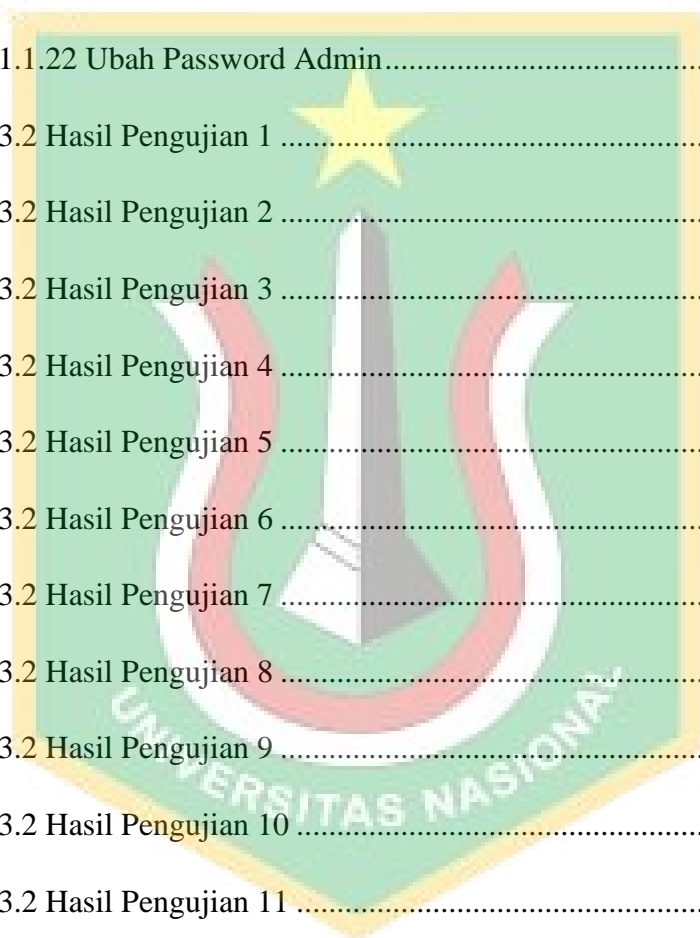 1.1.22 Ubah Password Admin........................................
3.2 Hasil Pengujian 1 .....................................................
3.2 Hasil Pengujian 2 .....................................................
3.2 Hasil Pengujian 3 .....................................................
3.2 Hasil Pengujian 4 .....................................................
3.2 Hasil Pengujian 5 .....................................................
3.2 Hasil Pengujian 6 .....................................................
3.2 Hasil Pengujian 7 .....................................................
3.2 Hasil Pengujian 8 .....................................................
3.2 Hasil Pengujian 9 .....................................................
3.2 Hasil Pengujian 10 ...................................................
3.2 Hasil Pengujian 11 ...................................................
UNIVERSITAS NASIONAL